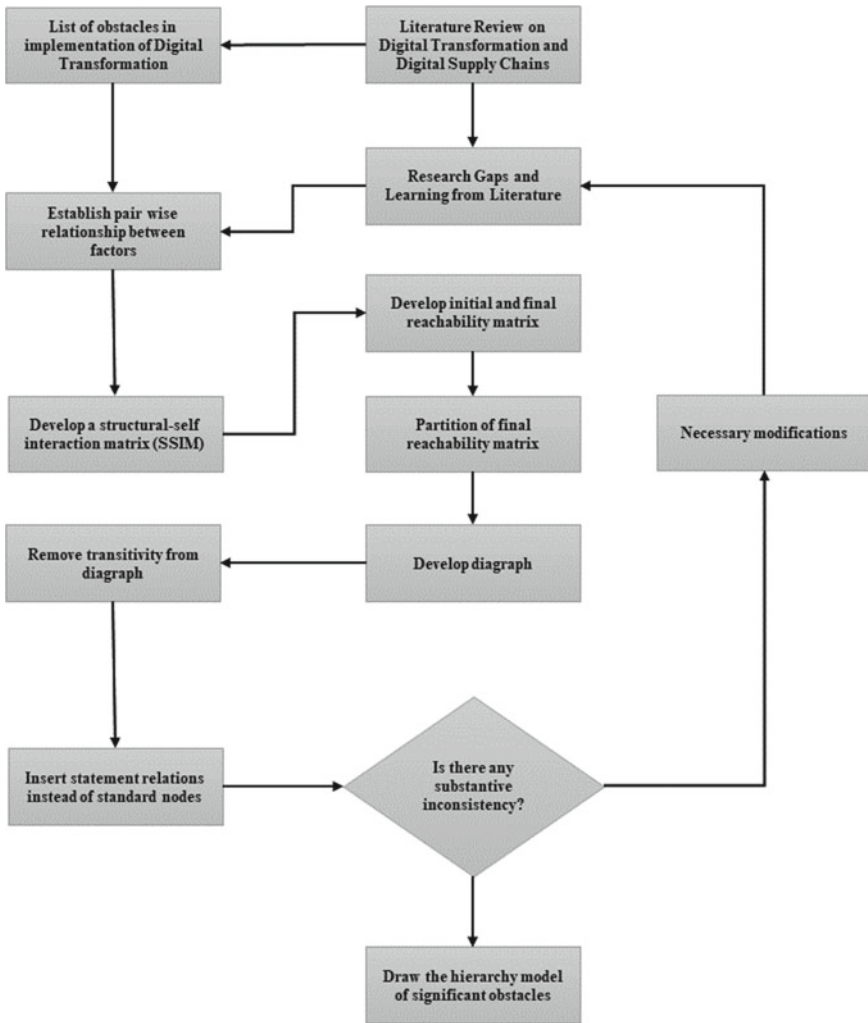 List of obstacles in
implementation of Digital
Transformation
Literature Review on
Digital Transformation and
Digital Supply Chains
Research Gaps and
Learning from Literature
Establish pair wise
relationship between
factors
Develop initial and final
reachability matrix
Develop a structural-self
interaction matrix (SSIM)
Partition of final
reachability matrix
Necessary modifications
Remove transitivity from
diagraph
Develop diagraph
Insert statement relations
instead of standard nodes
Is there any
substantive
inconsistency?
Draw the hierarchy model
of significant obstacles